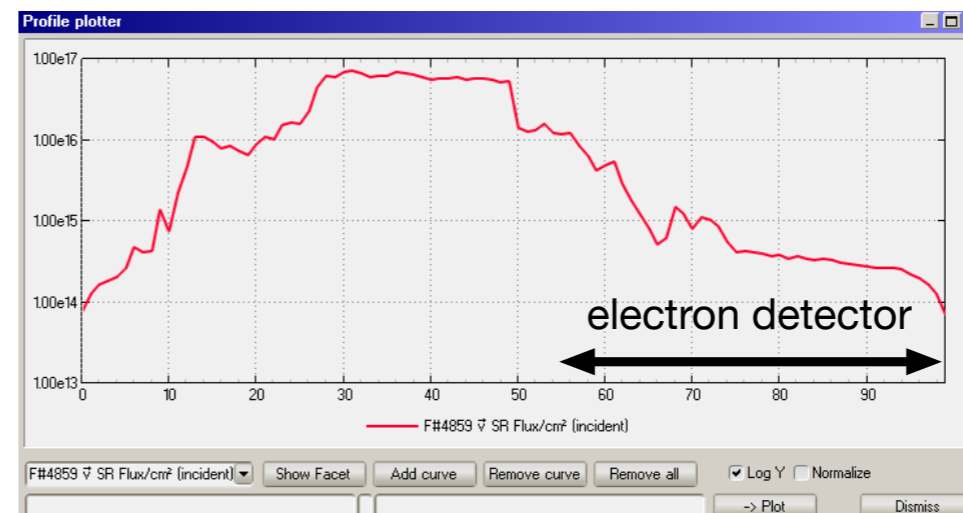 Profile plotter
1.00e17
1.00e16
1.00e15
1.00e14
electron detector
1.00e13
0 10 20 30 40 50 60 70 80 90
F#4859 ∇⃗ SR Flux/cm² (incident)
F#4859 ∇⃗ SR Flux/cm² (incident) Show Facet Add curve Remove curve Remove all Log Y Normalize
-> Plot Dismiss